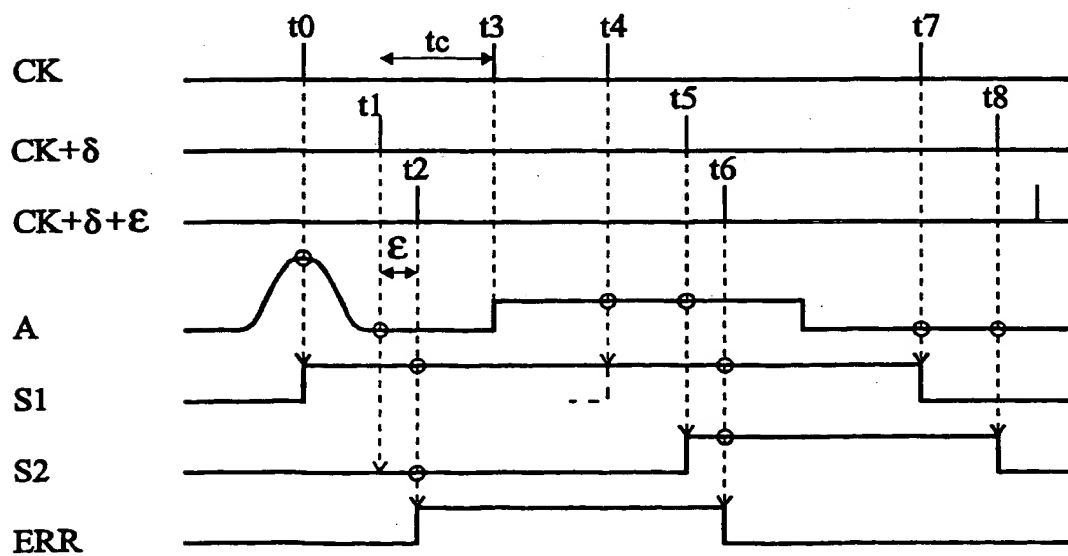 t0 t3 t4 t7
tc
CK
t1 t5 t8
CK+δ
t2 t6
CK+δ+ε
ε
A
S1
S2
ERR